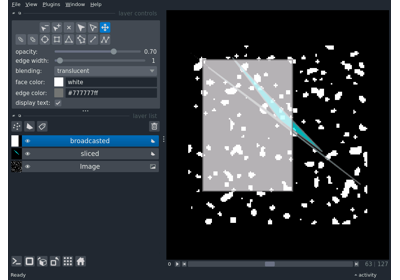 File View Plugins Window Help
layer controls
opacity: 0.70
edge width: 1
blending: translucent
face color: white
edge color: #777777ff
display text:
layer list
broadcasted
sliced
Image
63 127
Ready activity